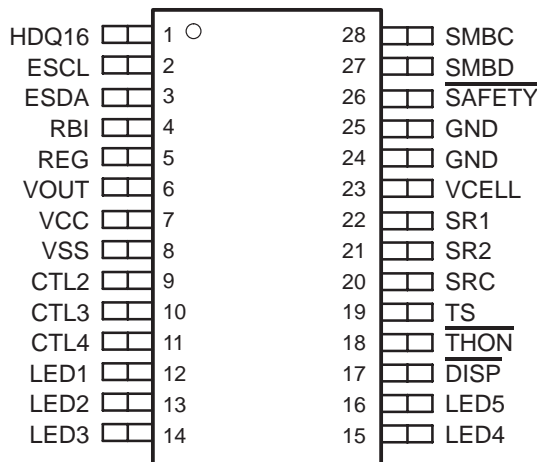 HDQ16 1 28 SMBC
ESCL 2 27 SMBD
ESDA 3 26 SAFETY
RBI 4 25 GND
REG 5 24 GND
VOUT 6 23 VCELL
VCC 7 22 SR1
VSS 8 21 SR2
CTL2 9 20 SRC
CTL3 10 19 TS
CTL4 11 18 THON
LED1 12 17 DISP
LED2 13 16 LED5
LED3 14 15 LED4